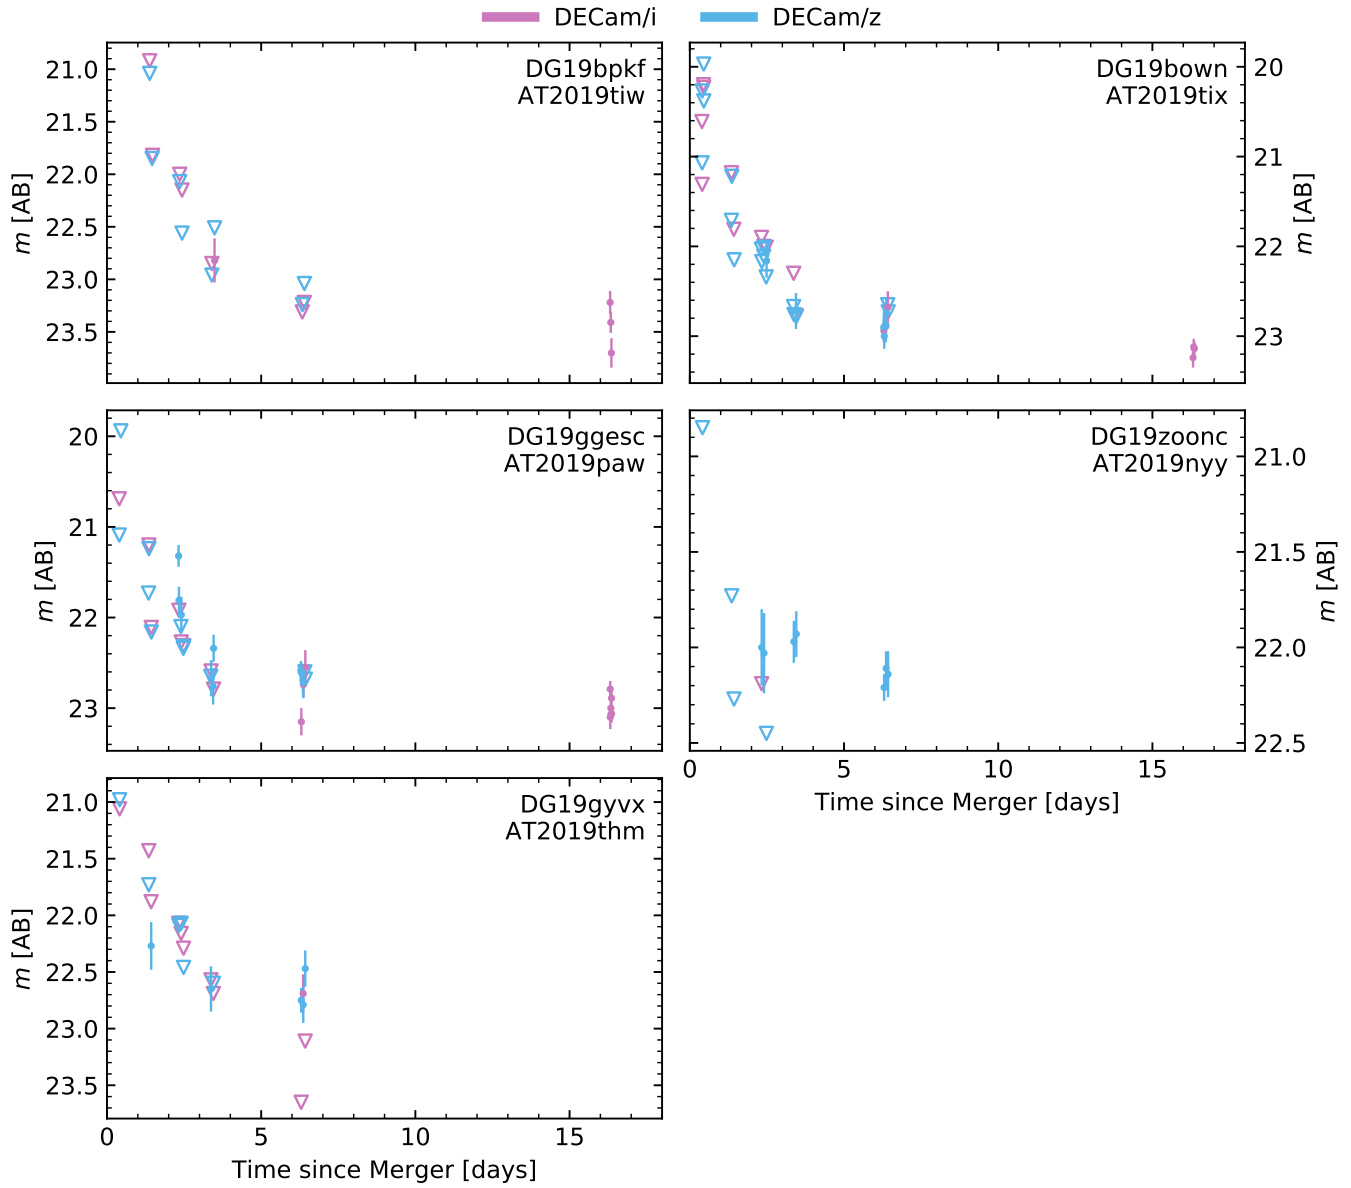 DECam/i DECam/z
DG19bpkf
AT2019tiw
21.0
21.5
22.0
22.5
23.0
23.5
m [AB]
DG19bown
AT2019tix
20
21
22
23
m [AB]
DG19ggesc
AT2019paw
20
21
22
23
m [AB]
DG19zoonc
AT2019nyy
21.0
21.5
22.0
22.5
m [AB]
0 5 10 15
Time since Merger [days]
DG19gyvx
AT2019thm
21.0
21.5
22.0
22.5
23.0
23.5
m [AB]
0 5 10 15
Time since Merger [days]